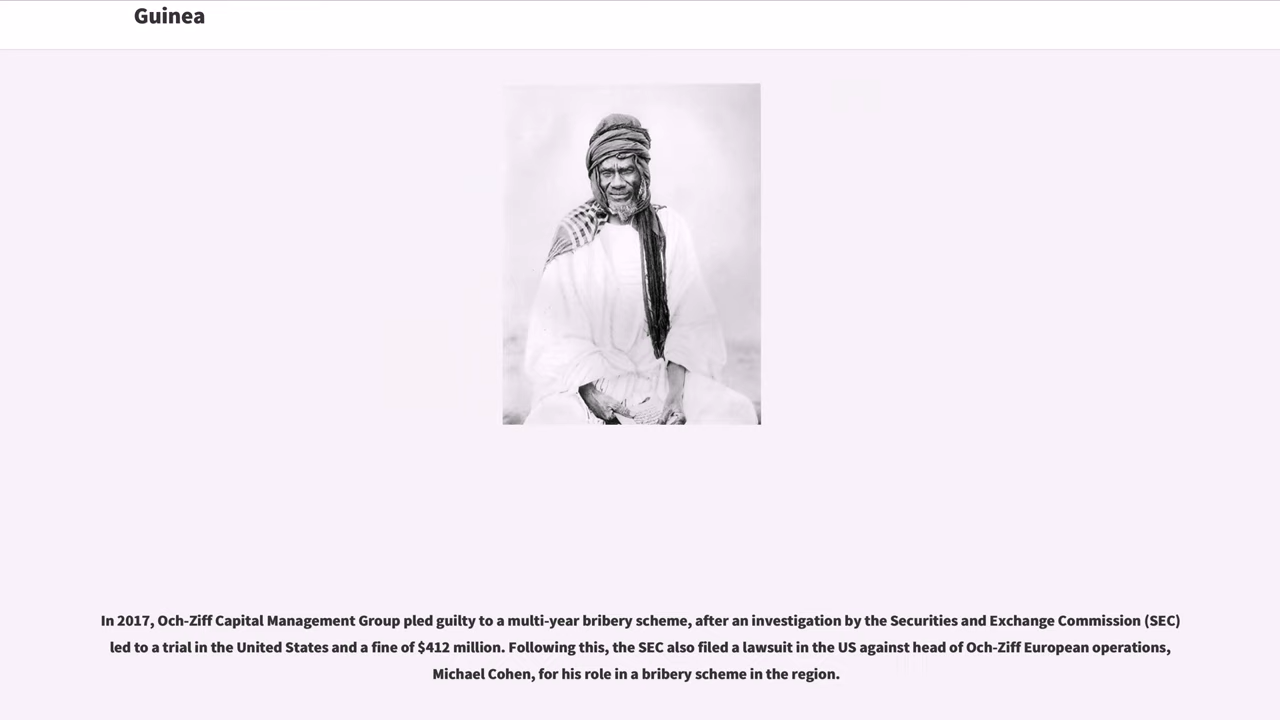 Guinea
In 2017, Och-Ziff Capital Management Group pled guilty to a multi-year bribery scheme, after an investigation by the Securities and Exchange Commission (SEC)
led to a trial in the United States and a fine of $412 million. Following this, the SEC also filed a lawsuit in the US against head of Och-Ziff European operations,
Michael Cohen, for his role in a bribery scheme in the region.